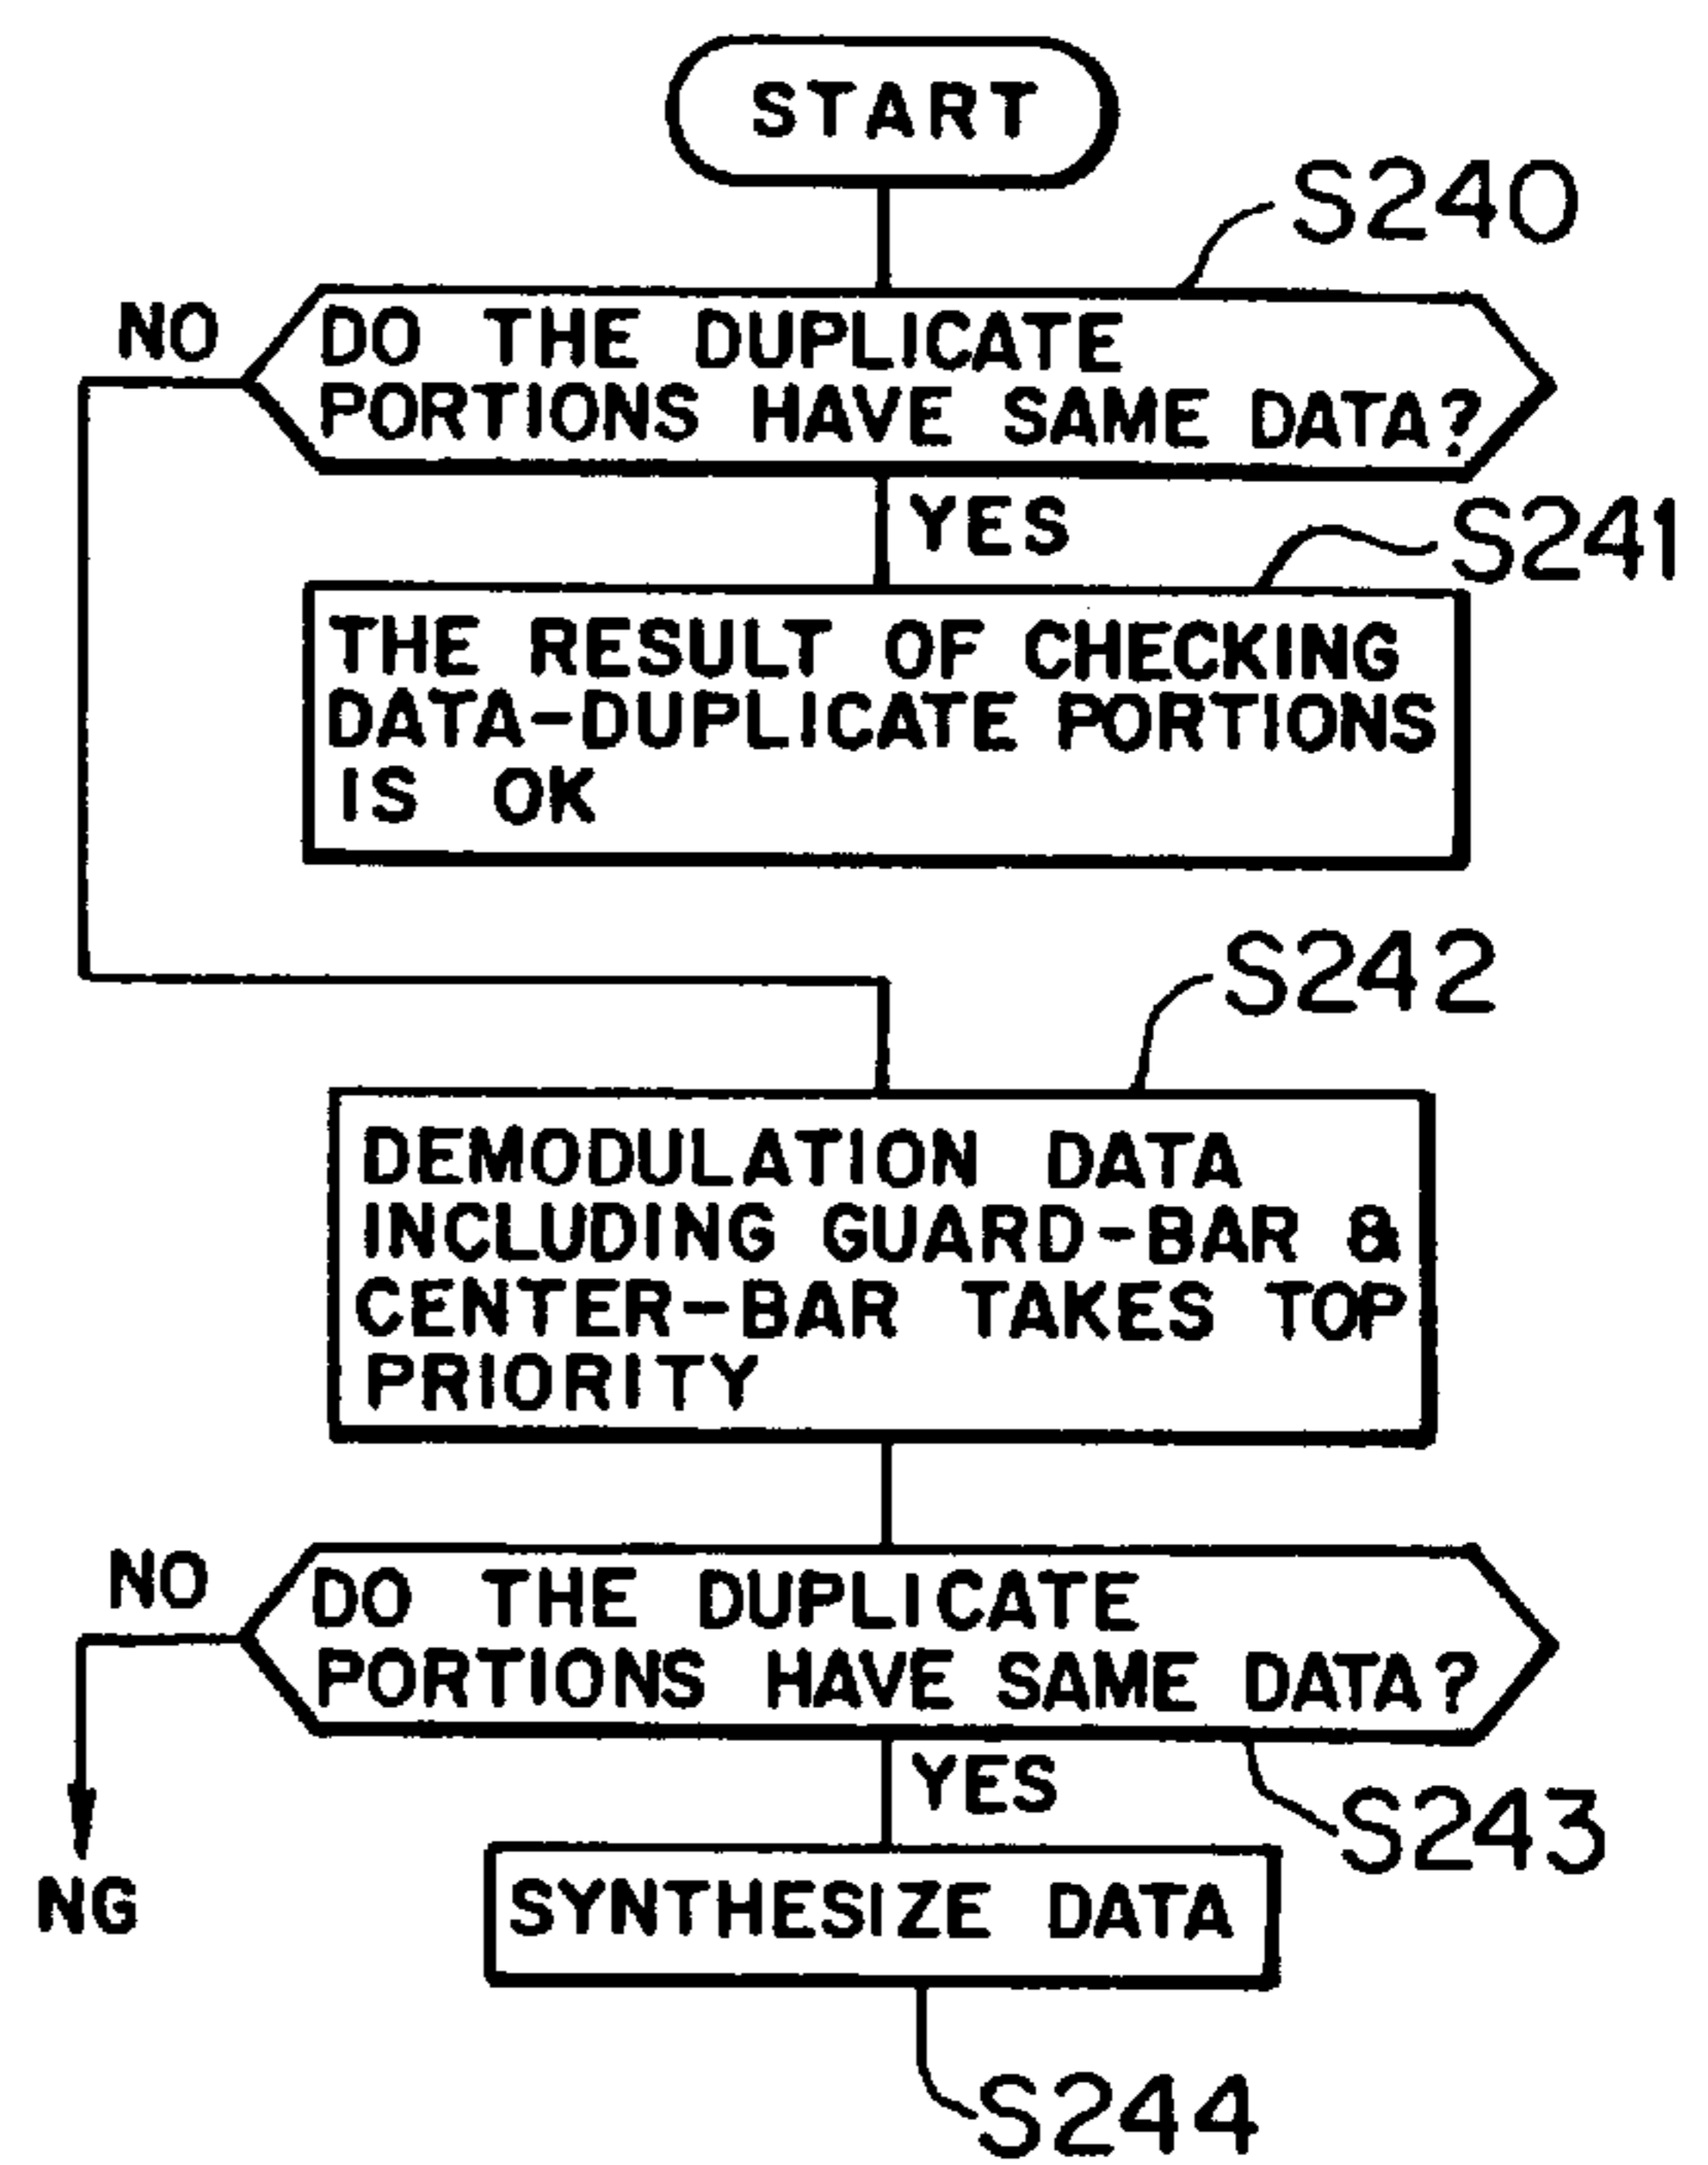 START
S240
NO
DO THE DUPLICATE
PORTIONS HAVE SAME DATA?
YES
S241
THE RESULT OF CHECKING
DATA-DUPLICATE PORTIONS
IS OK
S242
DEMODULATION DATA
INCLUDING GUARD-BAR &
CENTER-BAR TAKES TOP
PRIORITY
NO
DO THE DUPLICATE
PORTIONS HAVE SAME DATA?
YES
S243
NG
SYNTHESIZE DATA
S244